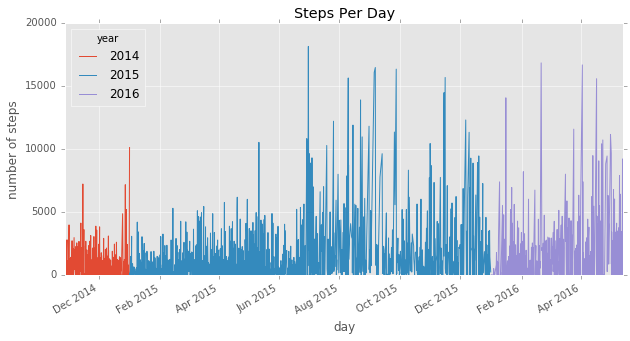 Steps Per Day
20000
15000
10000
5000
0
number of steps
year
2014
2015
2016
Dec 2014
Feb 2015
Apr 2015
Jun 2015
Aug 2015
Oct 2015
Dec 2015
Feb 2016
Apr 2016
day